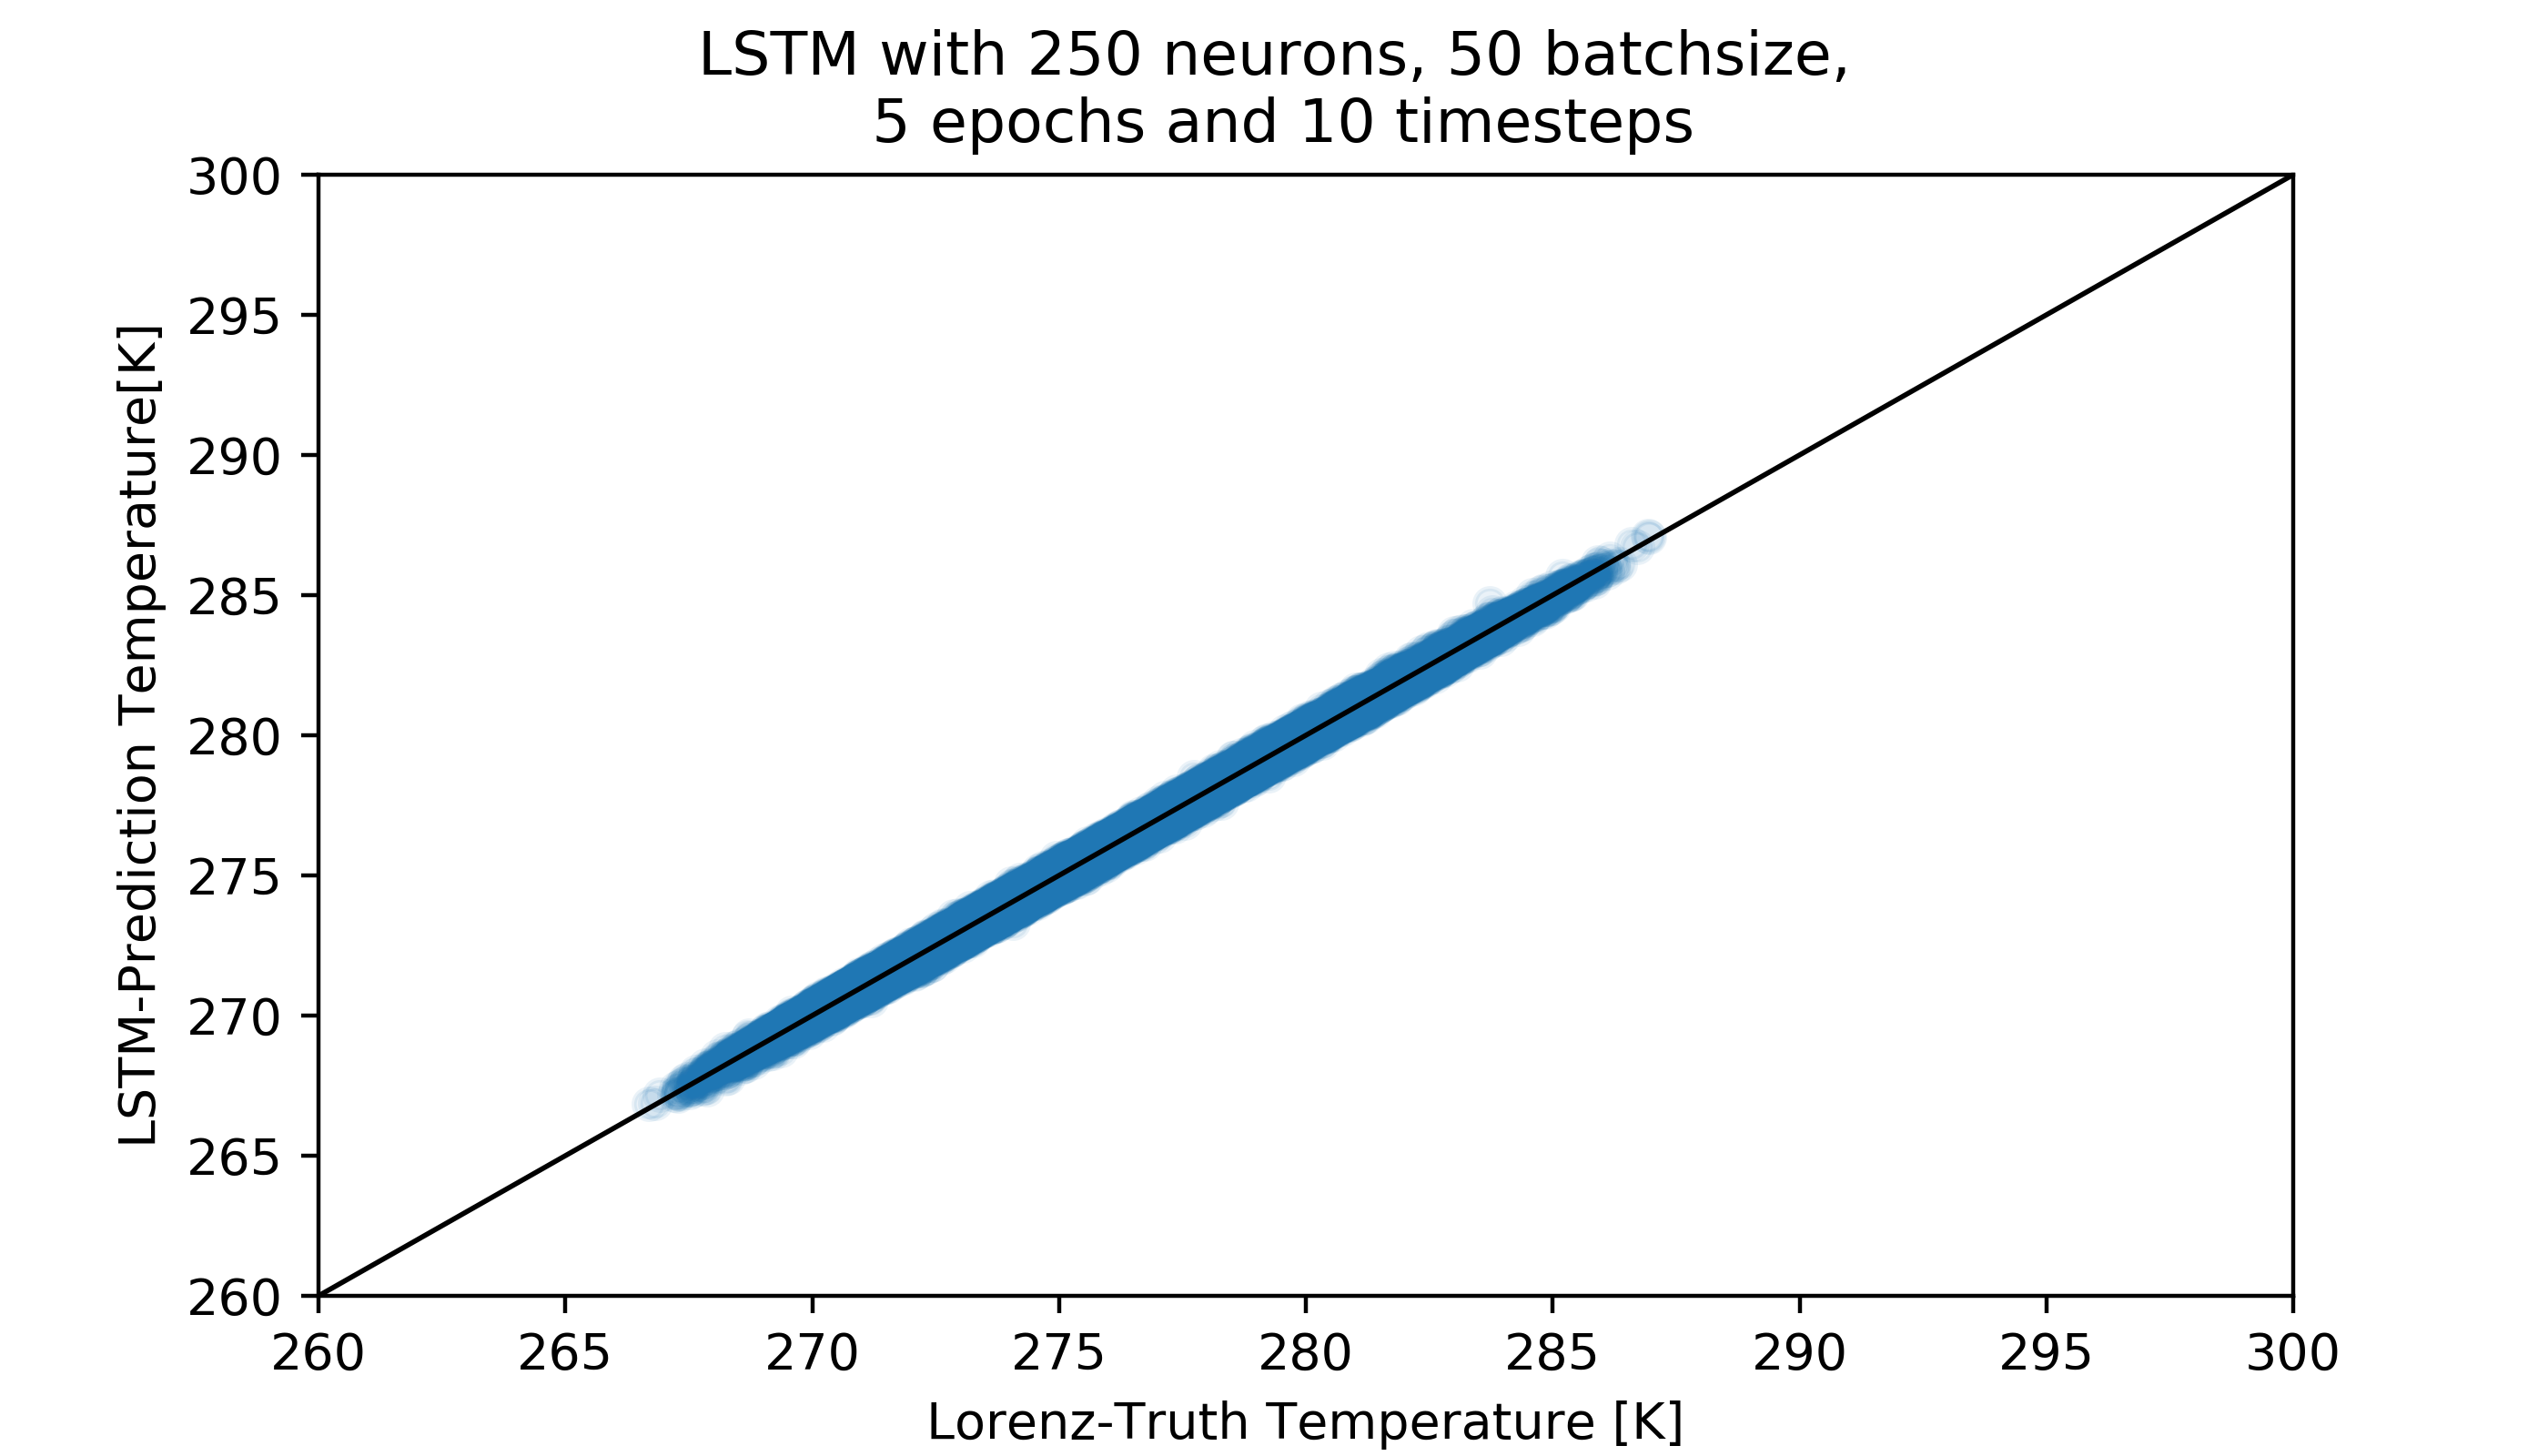 LSTM with 250 neurons, 50 batchsize,
5 epochs and 10 timesteps
300
295
290
285
280
275
270
265
260
LSTM-Prediction Temperature[K]
260 265 270 275 280 285 290 295 300
Lorenz-Truth Temperature [K]